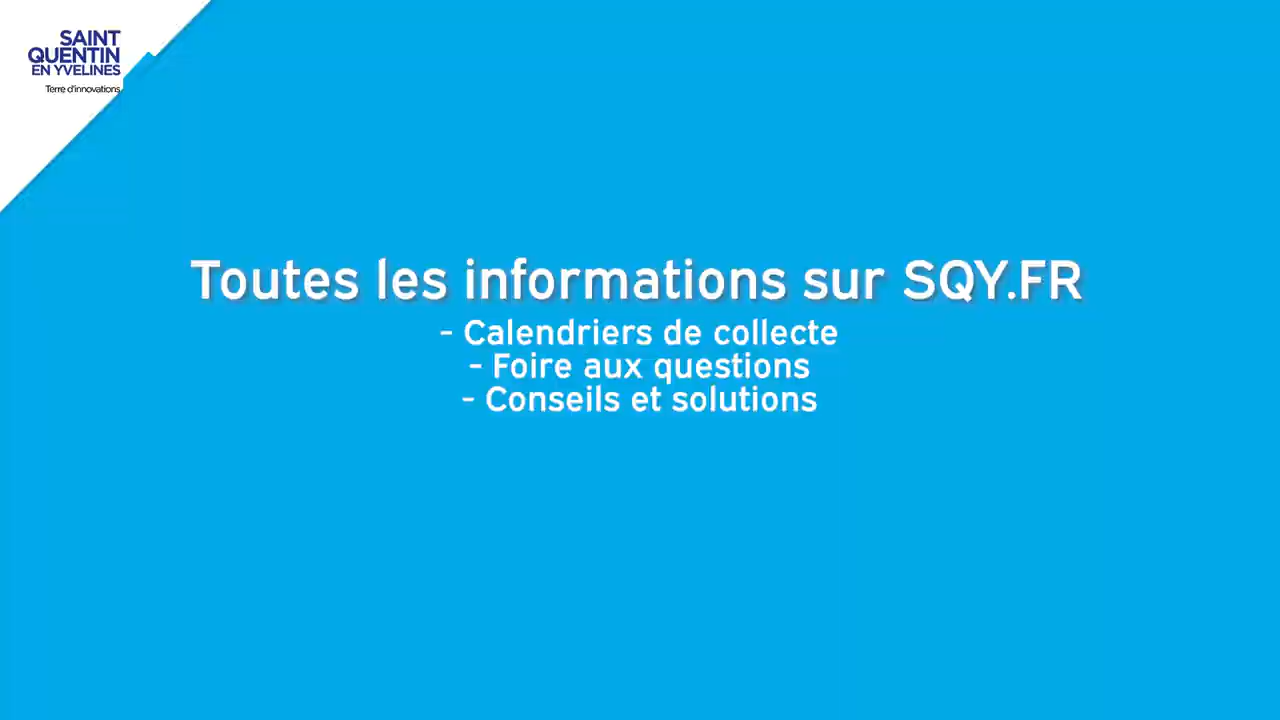 SAINT
QUENTIN
EN YVELINES
Terre d'innovations
Toutes les informations sur SQY.FR
- Calendriers de collecte
- Foire aux questions
- Conseils et solutions